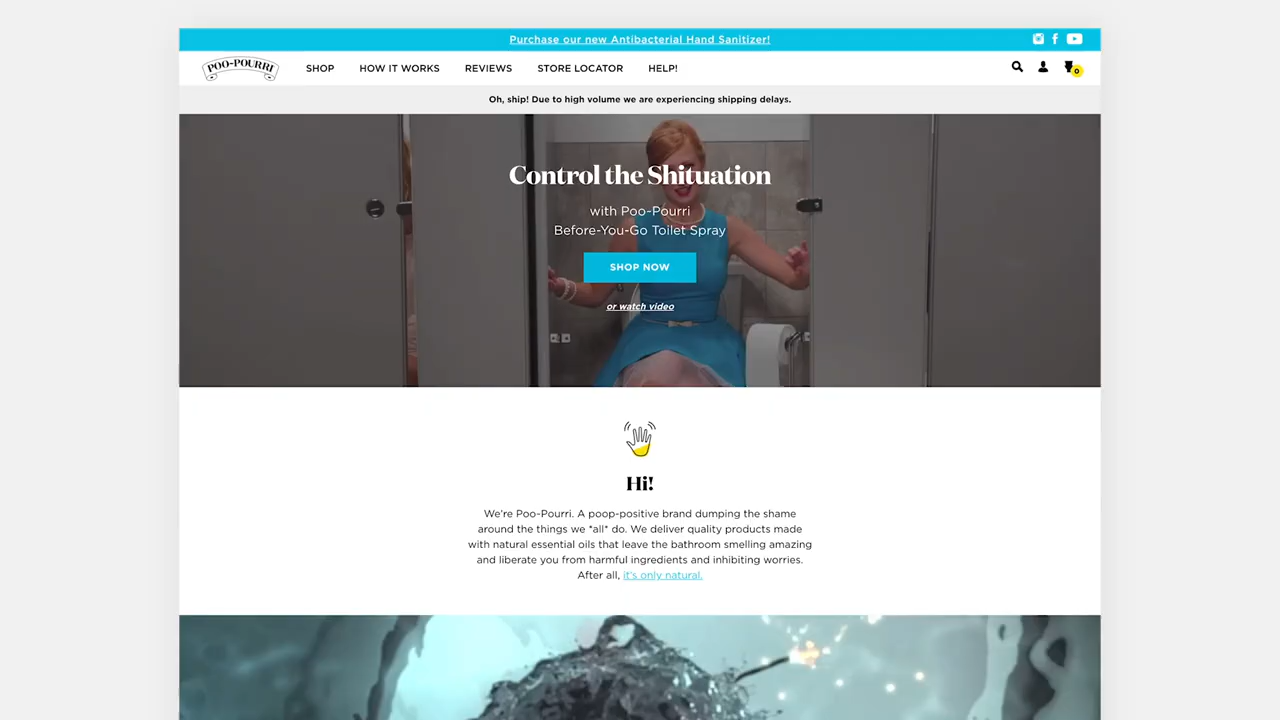 Purchase our new Antibacterial Hand Sanitizer!
POO~POURRI
SHOP
HOW IT WORKS
REVIEWS
STORE LOCATOR
HELP!
0
Oh, ship! Due to high volume we are experiencing shipping delays.
Control the Shituation
with Poo~Pourri
Before-You-Go Toilet Spray
SHOP NOW
or watch video
Hi!
We're Poo~Pourri. A poop-positive brand dumping the shame
around the things we *all* do. We deliver quality products made
with natural essential oils that leave the bathroom smelling amazing
and liberate you from harmful ingredients and inhibiting worries.
After all, it's only natural.